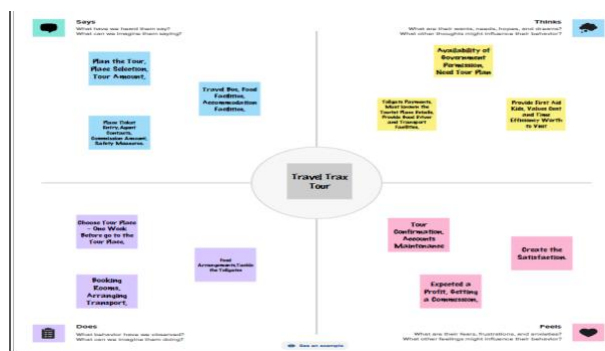 Says
What have we heard them say?
What can we imagine them saying?
Thinks
What are their wants, needs, hopes, and dreams?
What other thoughts might influence their behavior?
Plan the Tour,
Place Selection,
Tour Amount,
Travel Bus, Food
Facilities,
Accommodation
Facilities,
Place Ticket
Entry, Agent
Contacts,
Commission Amount,
Safety Measures.
Availability of
Government
Permission,
Need Tour Plan
Tollgate Payments,
Must
the
Tourist Place Details,
Provide Best Driver
and Transport
Facilities.
Provide First Aid
Kids, Values Cost
and Time
Efficiency Worth
to Visit
Travel Trax
Tour
Choose Tour Place
- One Week
Before go to the
Tour Place,
Food
Arrangements,
the Tollgates
Booking
Rooms,
Arranging
Transport,
Tour
Confirmation,
Accounts
Maintenance
Create the
Satisfaction.
Expected a
Profit, Getting
a Commission,
Does
What behavior have we observed?
What can we imagine them doing?
See an example
Feels
What are their fears, frustrations, and anxieties?
What other feelings might influence their behavior?